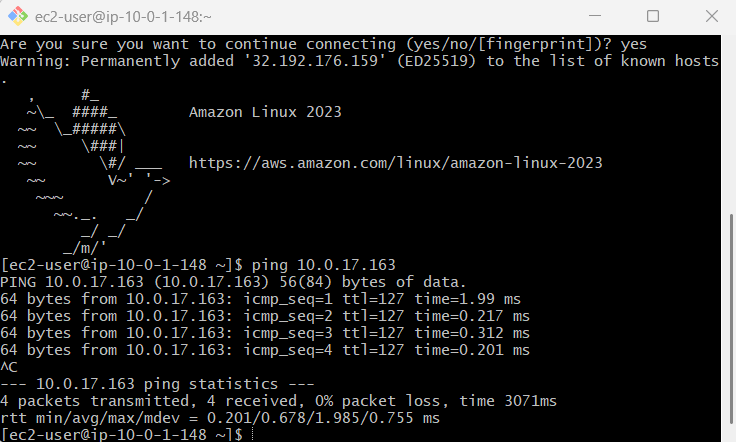 ec2-user@ip-10-0-1-148:~
Are you sure you want to continue connecting (yes/no/[fingerprint])? yes
Warning: Permanently added '32.192.176.159' (ED25519) to the list of known hosts
.
   ,     #_
   ~\_  ####_        Amazon Linux 2023
  ~~  \_#####\
  ~~     \###|
  ~~       \#/ ___   https://aws.amazon.com/linux/amazon-linux-2023
   ~~       V~' '->
    ~~~         /
      ~~._.   _/
         _/ _/
       _/m/'
[ec2-user@ip-10-0-1-148 ~]$ ping 10.0.17.163
PING 10.0.17.163 (10.0.17.163) 56(84) bytes of data.
64 bytes from 10.0.17.163: icmp_seq=1 ttl=127 time=1.99 ms
64 bytes from 10.0.17.163: icmp_seq=2 ttl=127 time=0.217 ms
64 bytes from 10.0.17.163: icmp_seq=3 ttl=127 time=0.312 ms
64 bytes from 10.0.17.163: icmp_seq=4 ttl=127 time=0.201 ms
^C
--- 10.0.17.163 ping statistics ---
4 packets transmitted, 4 received, 0% packet loss, time 3071ms
rtt min/avg/max/mdev = 0.201/0.678/1.985/0.755 ms
[ec2-user@ip-10-0-1-148 ~]$